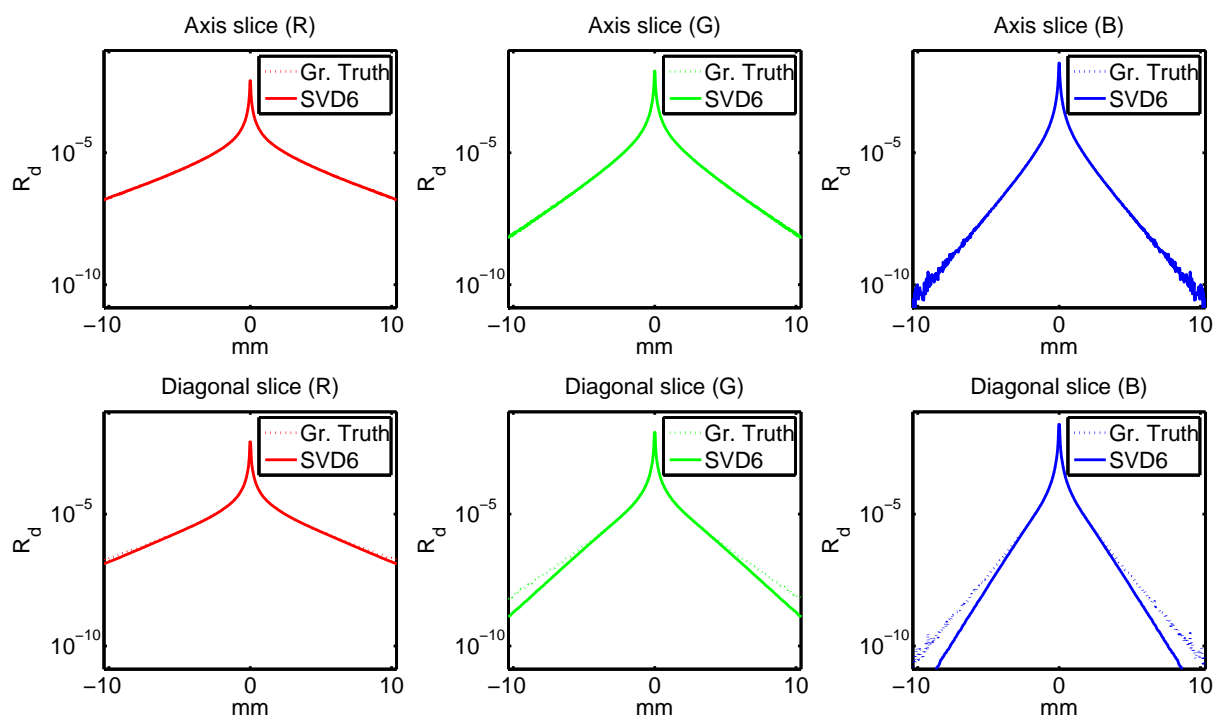 Axis slice (R)
Gr. Truth
SVD6
R_d
10^−5
10^−10
−10
0
10
mm
Axis slice (G)
Gr. Truth
SVD6
R_d
10^−5
10^−10
−10
0
10
mm
Axis slice (B)
Gr. Truth
SVD6
R_d
10^−5
10^−10
−10
0
10
mm
Diagonal slice (R)
Gr. Truth
SVD6
R_d
10^−5
10^−10
−10
0
10
mm
Diagonal slice (G)
Gr. Truth
SVD6
R_d
10^−5
10^−10
−10
0
10
mm
Diagonal slice (B)
Gr. Truth
SVD6
R_d
10^−5
10^−10
−10
0
10
mm